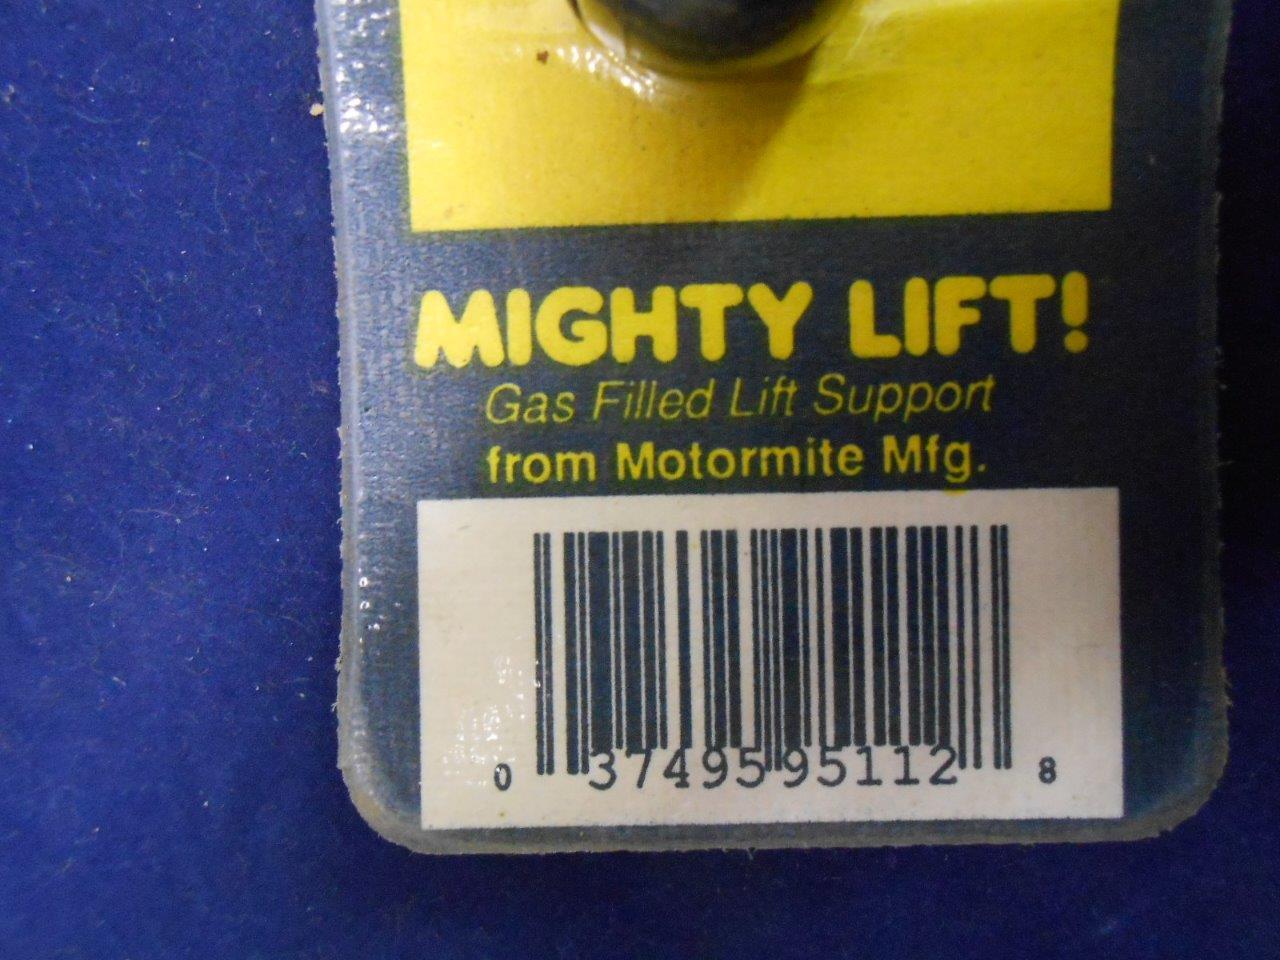 MIGHTY LIFT!
Gas Filled Lift Support
from Motormite Mfg.
0 37495 95112 8